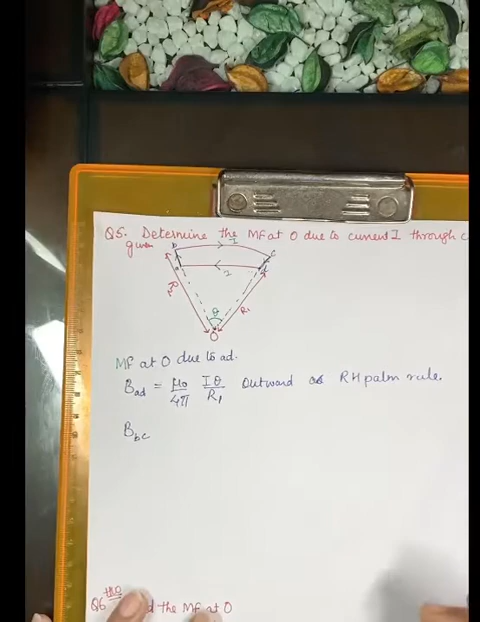 Q5. Determine the MF at O due to current I through c
given
b
I
c
a
I
d
R2
θ
R1
O
MF at O due to ad.
Bad = μ0/4π Iθ/R1 Outward as RH palm rule.
Bbc
Q6 the MF at O